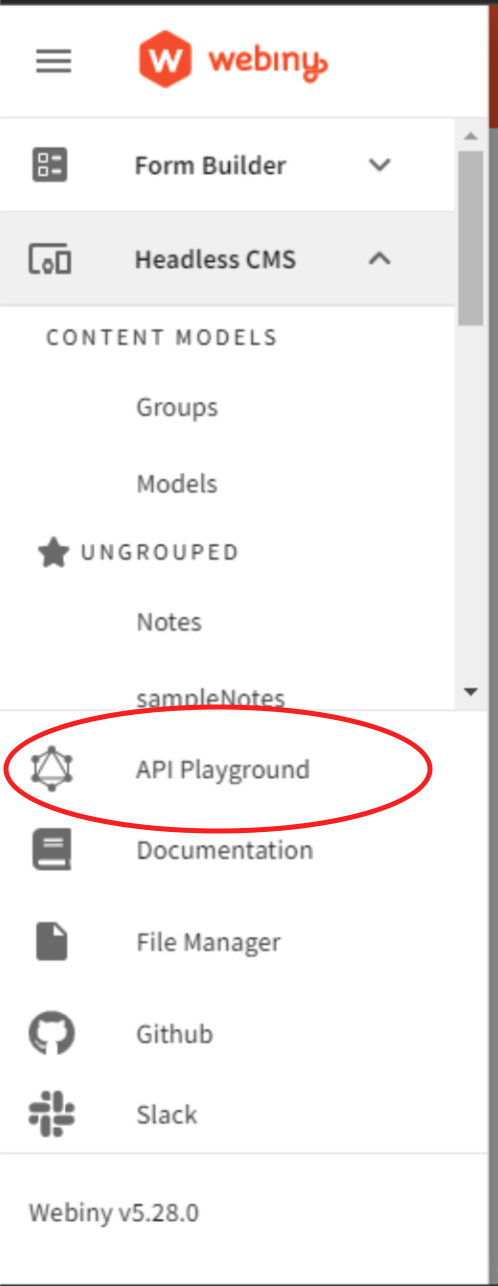 webiny
Form Builder
Headless CMS
CONTENT MODELS
Groups
Models
UNGROUPED
Notes
sampleNotes
API Playground
Documentation
File Manager
Github
Slack
Webiny v5.28.0